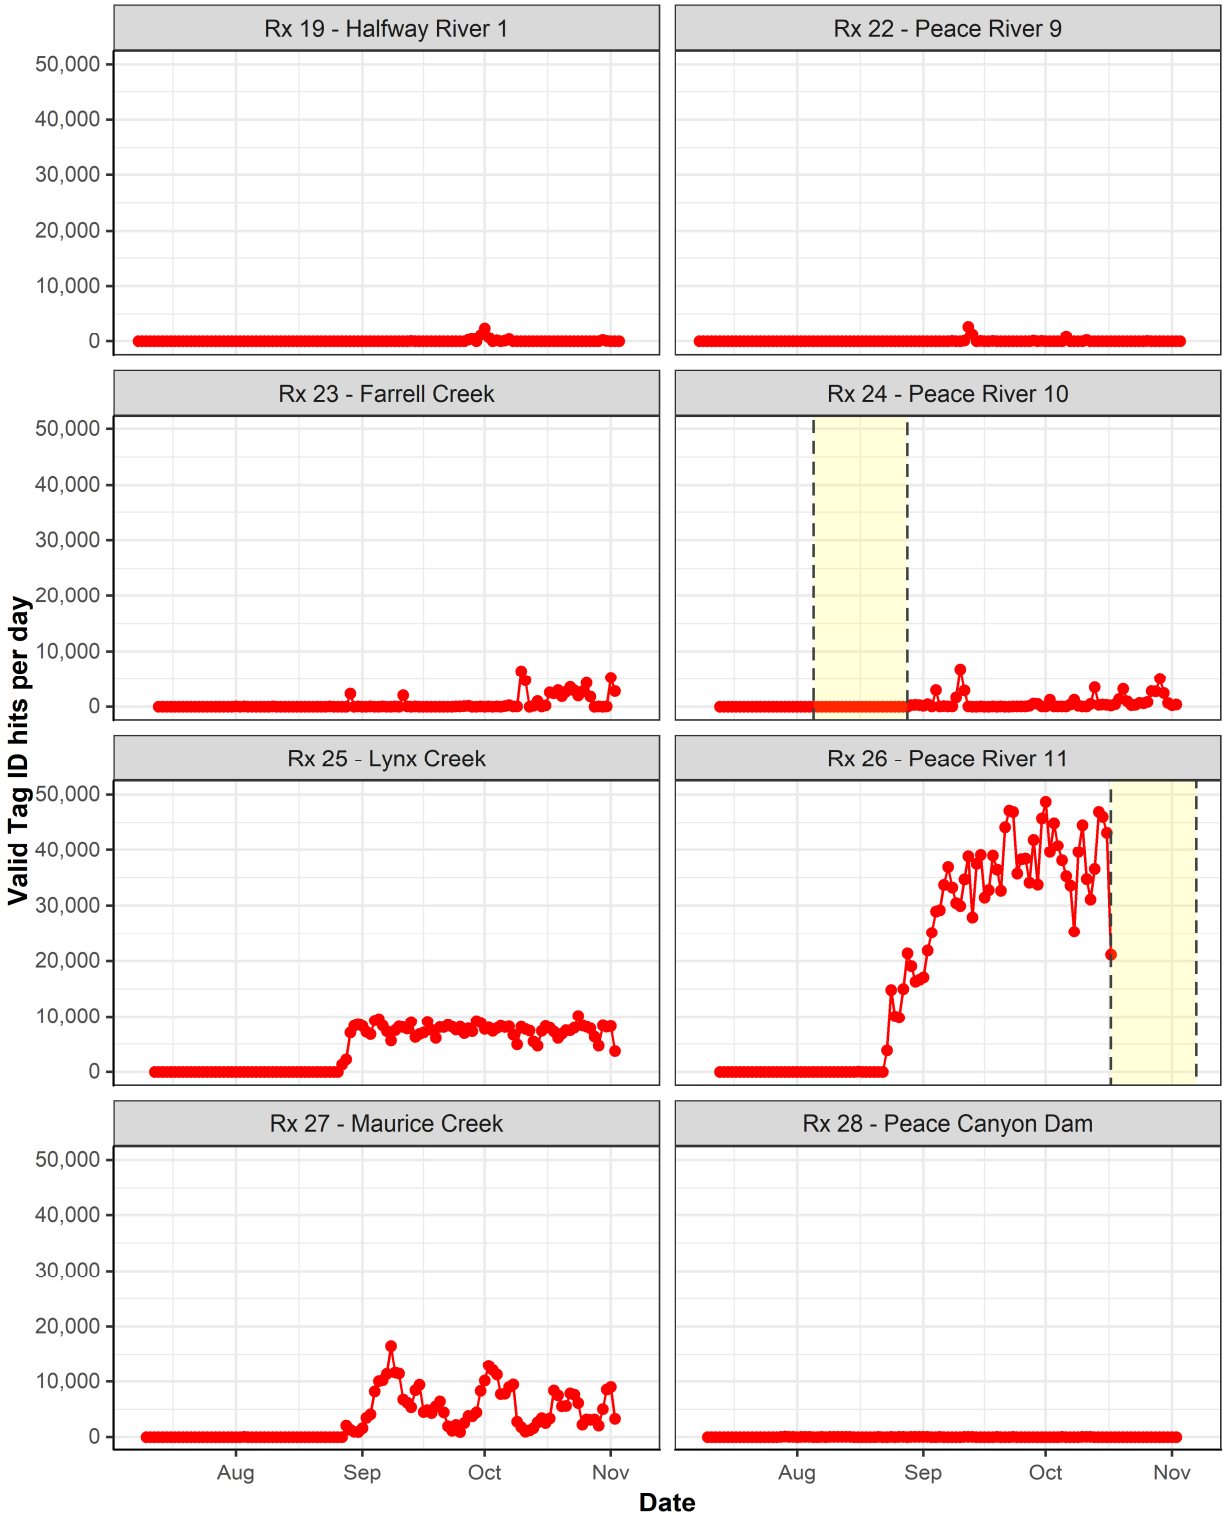 Rx 19 - Halfway River 1
Rx 22 - Peace River 9
50,000
40,000
30,000
20,000
10,000
0
Rx 23 - Farrell Creek
Rx 24 - Peace River 10
50,000
40,000
30,000
20,000
10,000
0
Valid Tag ID hits per day
Rx 25 - Lynx Creek
Rx 26 - Peace River 11
50,000
40,000
30,000
20,000
10,000
0
Rx 27 - Maurice Creek
Rx 28 - Peace Canyon Dam
50,000
40,000
30,000
20,000
10,000
0
Aug Sep Oct Nov
Aug Sep Oct Nov
Date